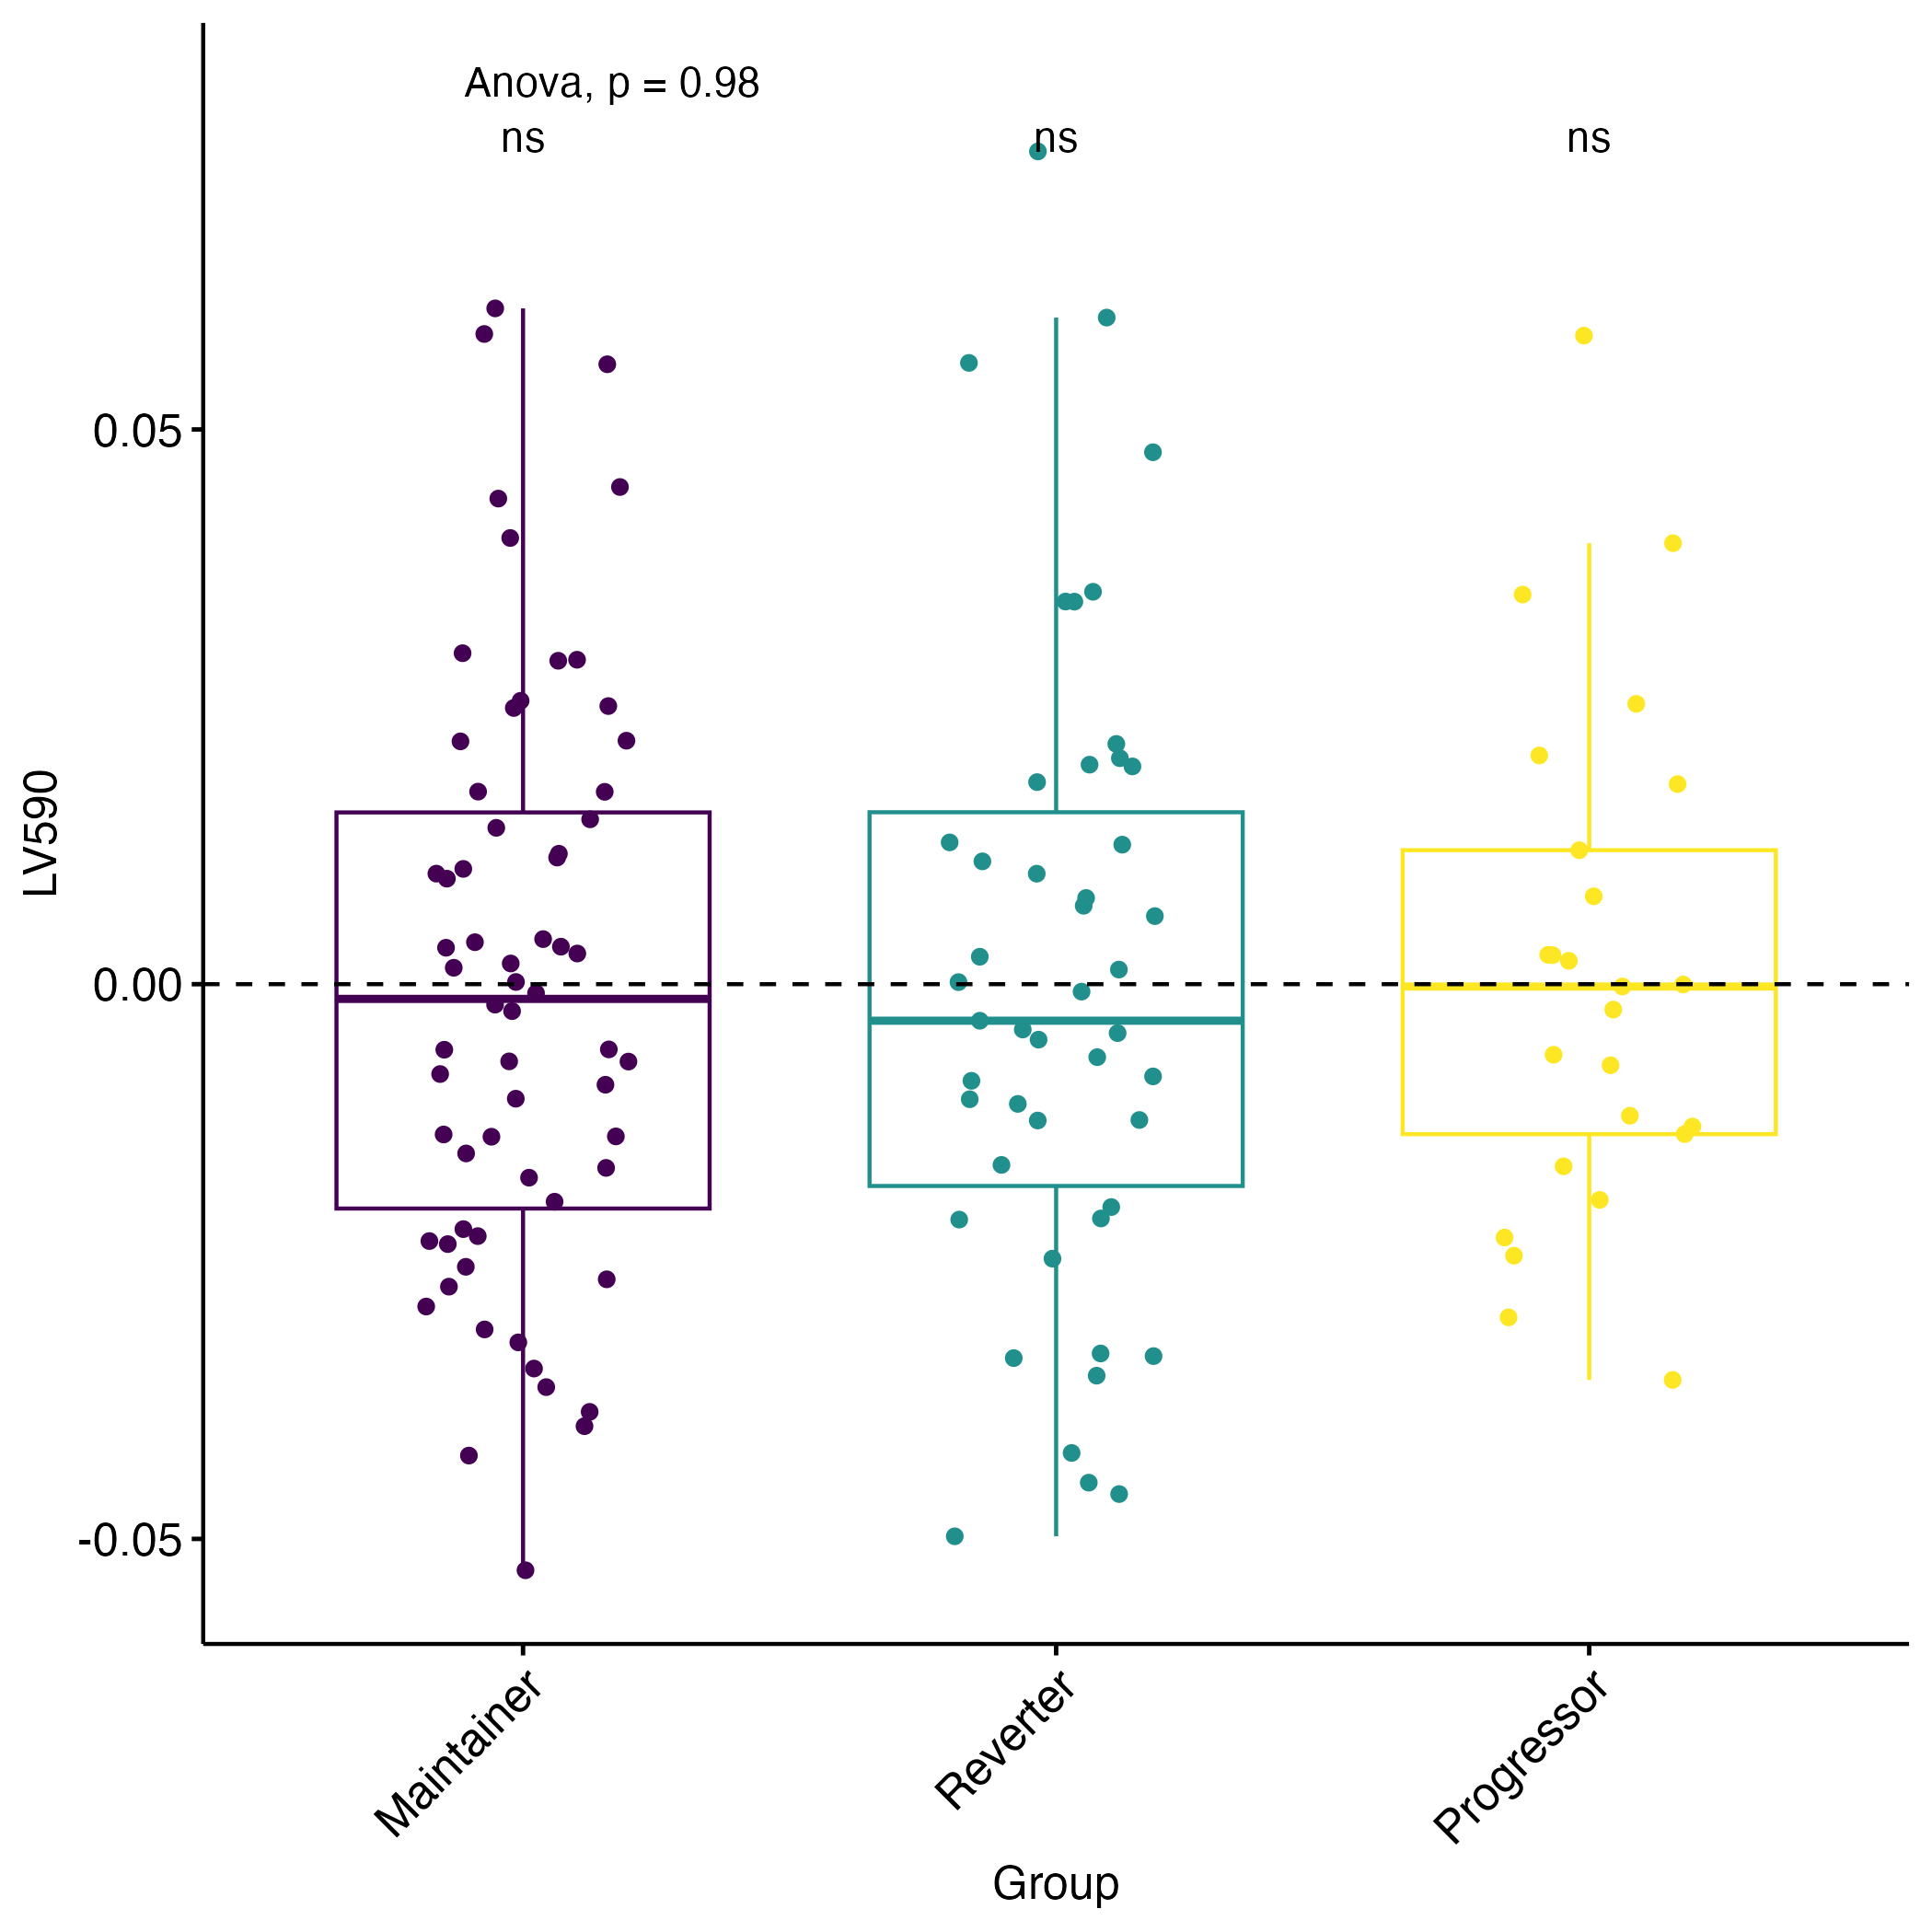 Anova, p = 0.98
ns ns ns
0.05
0.00
-0.05
LV590
Maintainer Reverter Progressor
Group